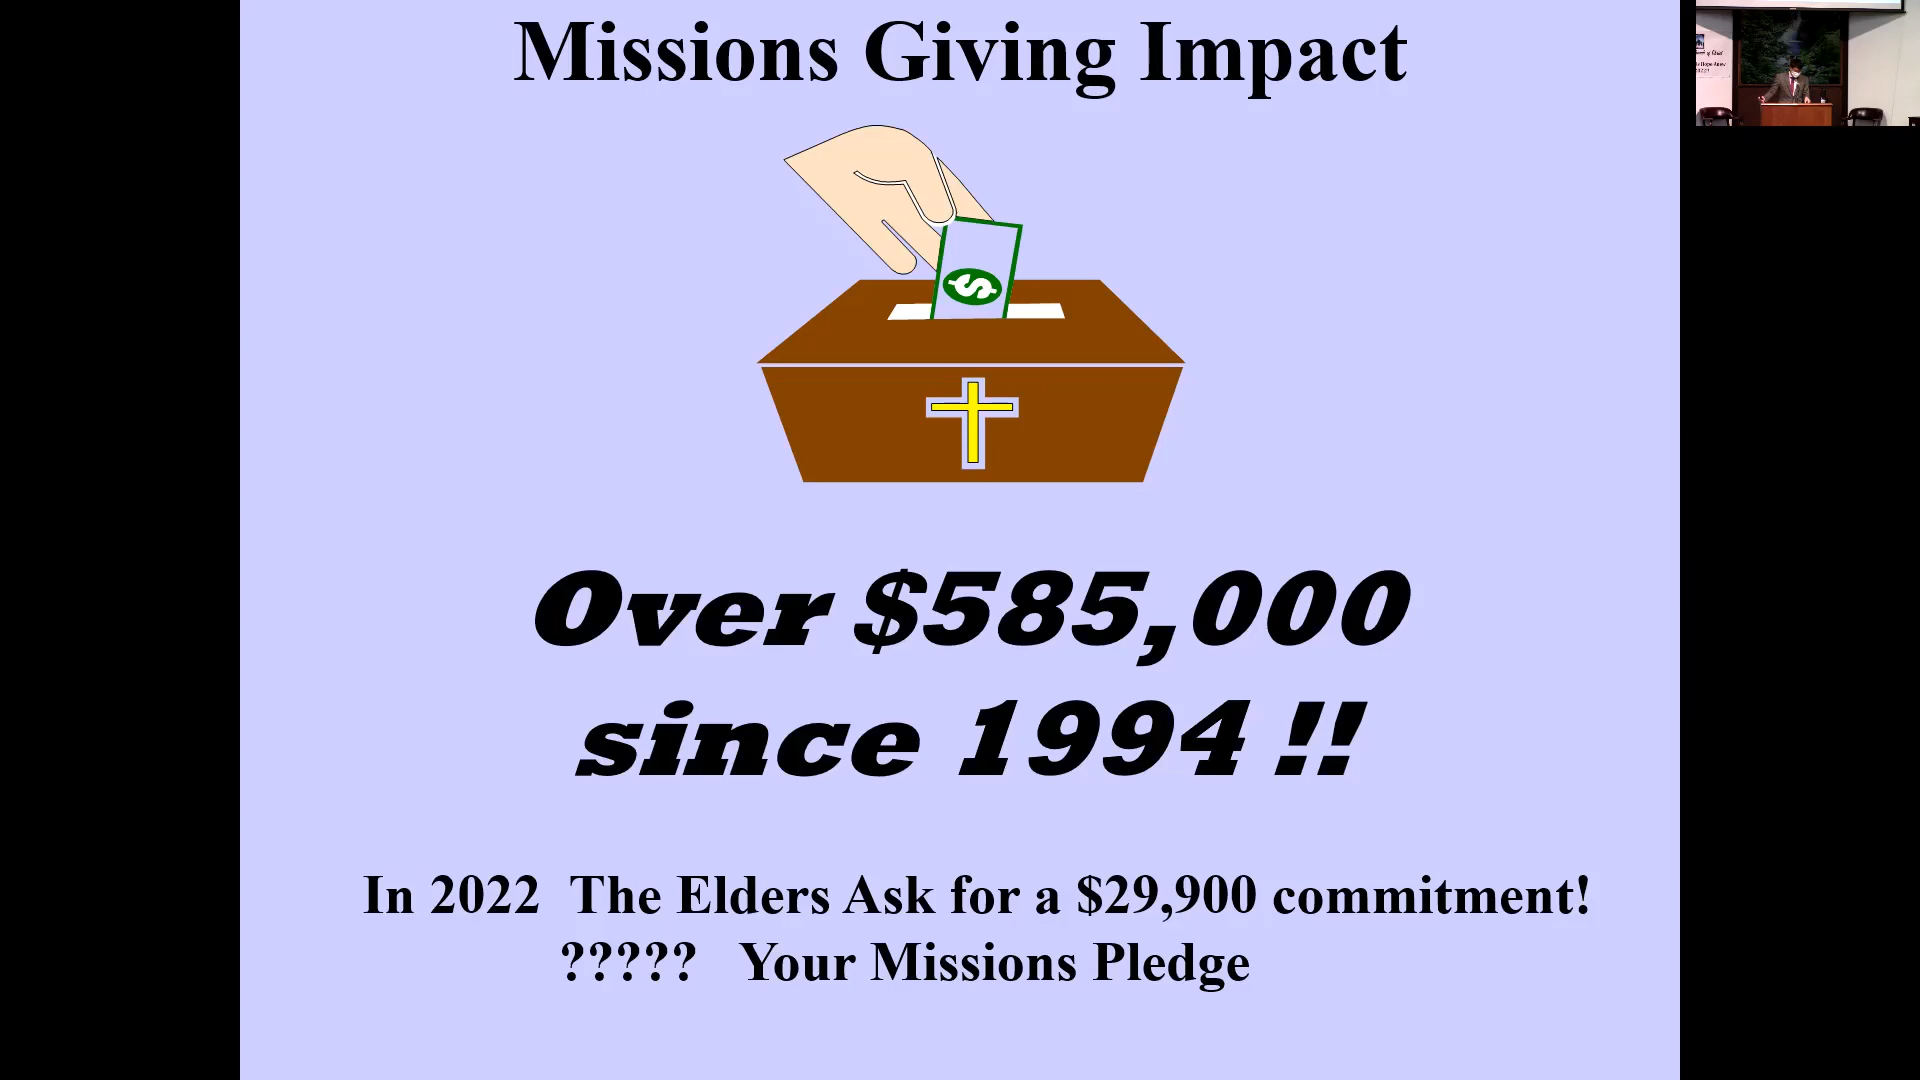 Missions Giving Impact
$
Over $585,000
since 1994 !!
In 2022 The Elders Ask for a $29,900 commitment!
????? Your Missions Pledge